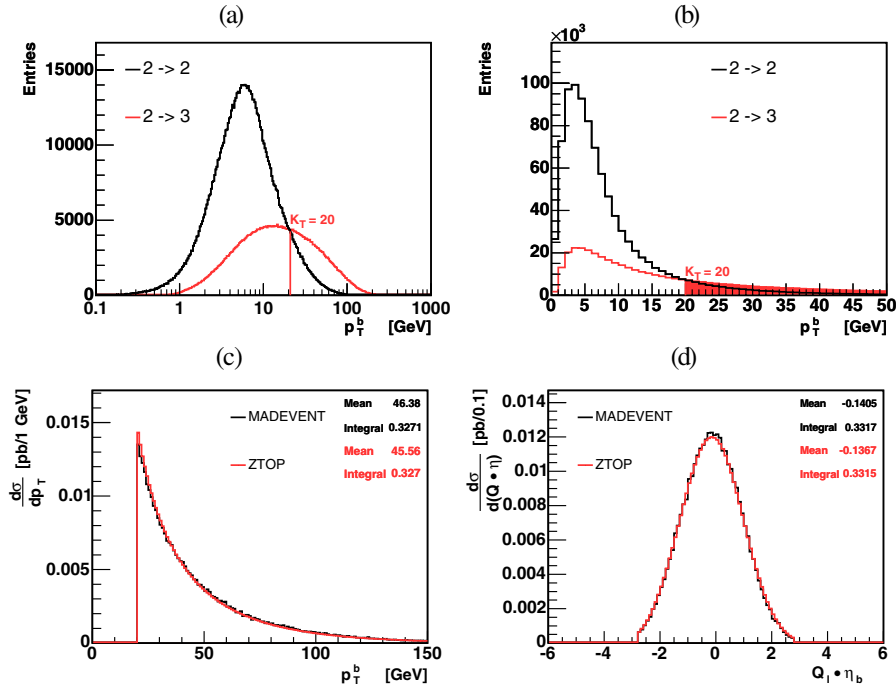 (a)
Entries
15000
10000
5000
0
2 -> 2
2 -> 3
K_T = 20
0.1 1 10 100 1000
p_T^b [GeV]
(b)
×10³
Entries
100
80
60
40
20
0
2 -> 2
2 -> 3
K_T = 20
0 5 10 15 20 25 30 35 40 45 50
p_T^b [GeV]
(c)
dσ/dp_T [pb/1 GeV]
0.015
0.01
0.005
0
MADEVENT
ZTOP
Mean 46.38
Integral 0.3271
Mean 45.56
Integral 0.327
0 50 100 150
p_T^b [GeV]
(d)
dσ/d(Q • η) [pb/0.1]
0.014
0.012
0.01
0.008
0.006
0.004
0.002
0
MADEVENT
ZTOP
Mean -0.1405
Integral 0.3317
Mean -0.1367
Integral 0.3315
-6 -4 -2 0 2 4 6
Q_l • η_b